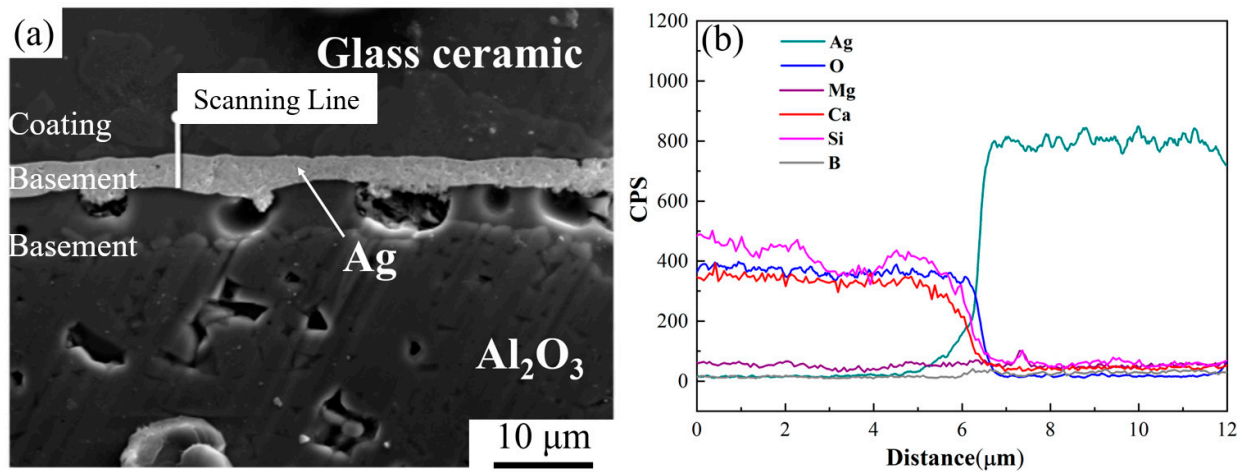 (a)
Glass ceramic
Scanning Line
Coating
Basement
Basement
Ag
Al₂O₃
10 μm
(b)
Ag
O
Mg
Ca
Si
B
1200
1000
800
600
400
200
0
CPS
0 2 4 6 8 10 12
Distance(μm)